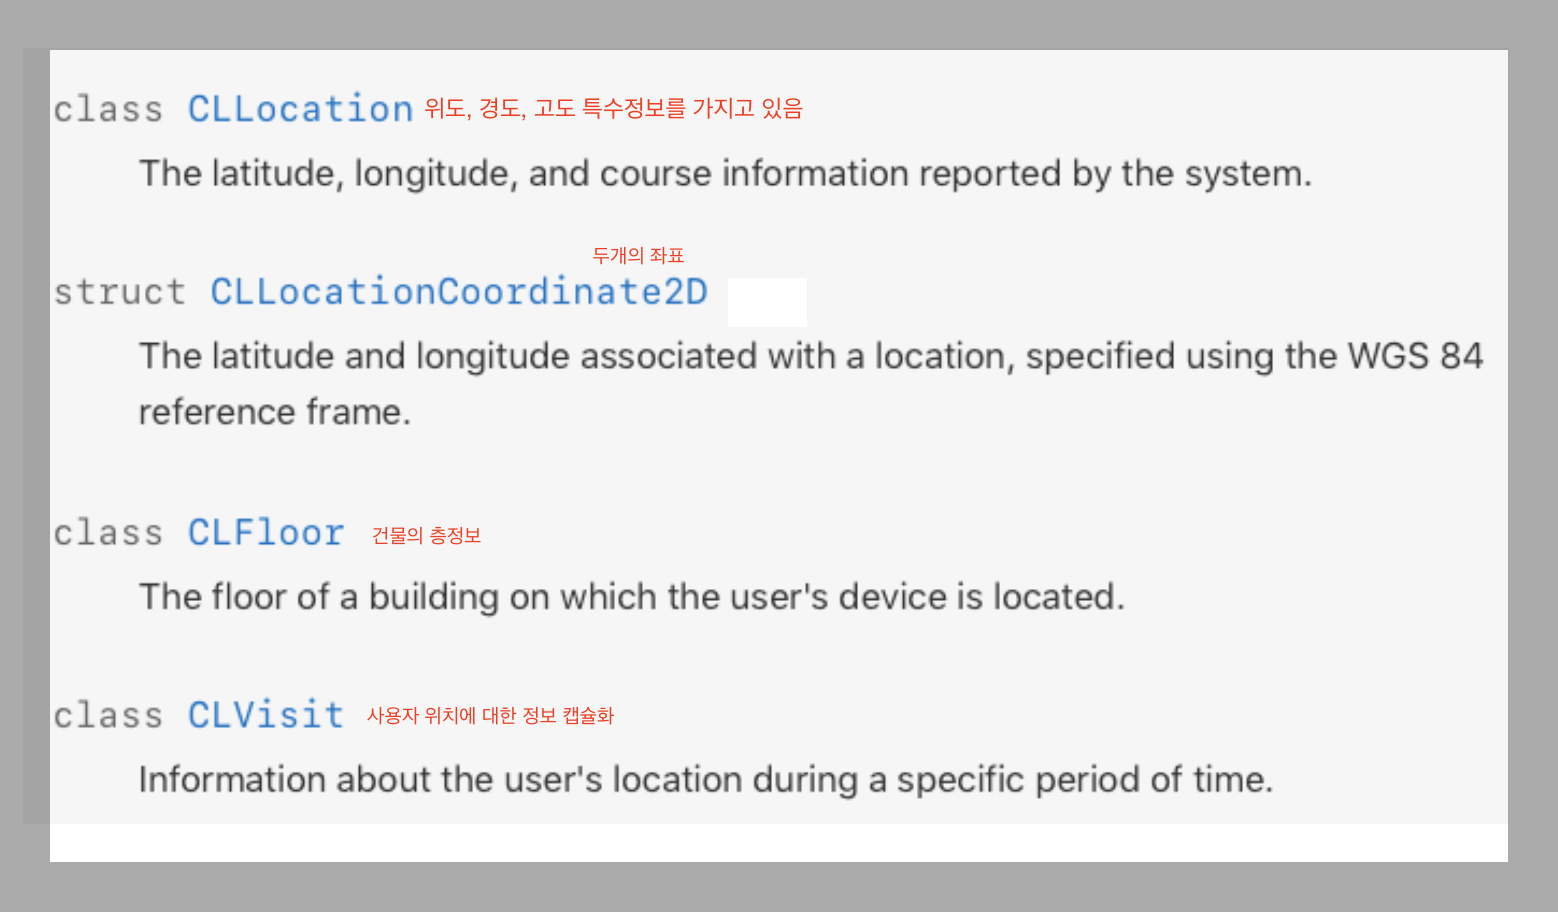 class CLLocation 위도, 경도, 고도 특수정보를 가지고 있음
The latitude, longitude, and course information reported by the system.
두개의 좌표
struct CLLocationCoordinate2D
The latitude and longitude associated with a location, specified using the WGS 84
reference frame.
class CLFloor 건물의 층정보
The floor of a building on which the user's device is located.
class CLVisit 사용자 위치에 대한 정보 캡슐화
Information about the user's location during a specific period of time.